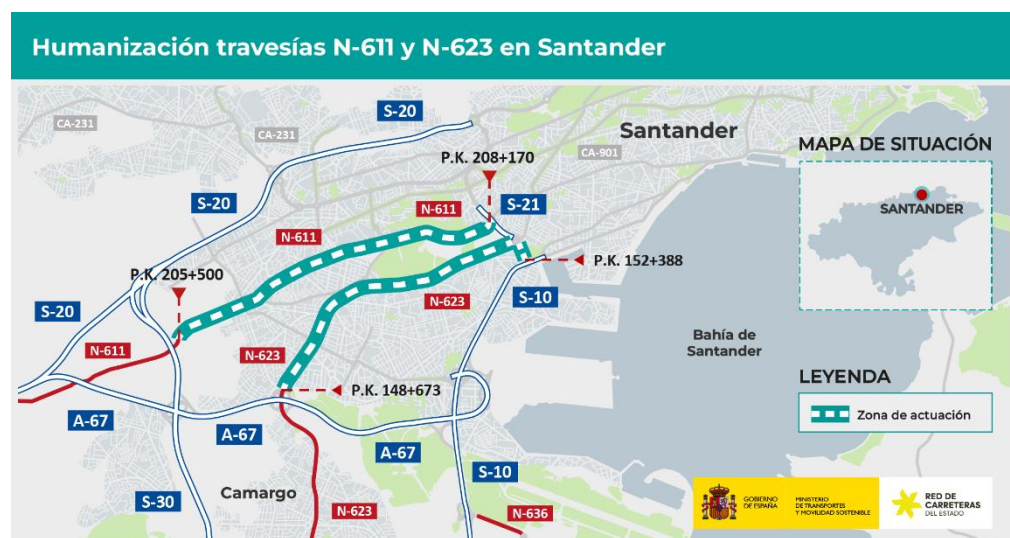 Humanización travesías N-611 y N-623 en Santander
S-20
CA-231
CA-231
Santander
MAPA DE SITUACIÓN
P.K. 208+170
CA-901
S-20
N-611
S-21
SANTANDER
N-611
P.K. 205+500
P.K. 152+388
S-10
N-623
S-20
Bahía de
Santander
N-611
N-623
LEYENDA
P.K. 148+673
Zona de actuación
A-67
A-67
A-67
S-10
Camargo
S-30
N-623
N-636
GOBIERNO
DE ESPAÑA
MINISTERIO
DE TRANSPORTES
Y MOVILIDAD SOSTENIBLE
RED DE
CARRETERAS
DEL ESTADO